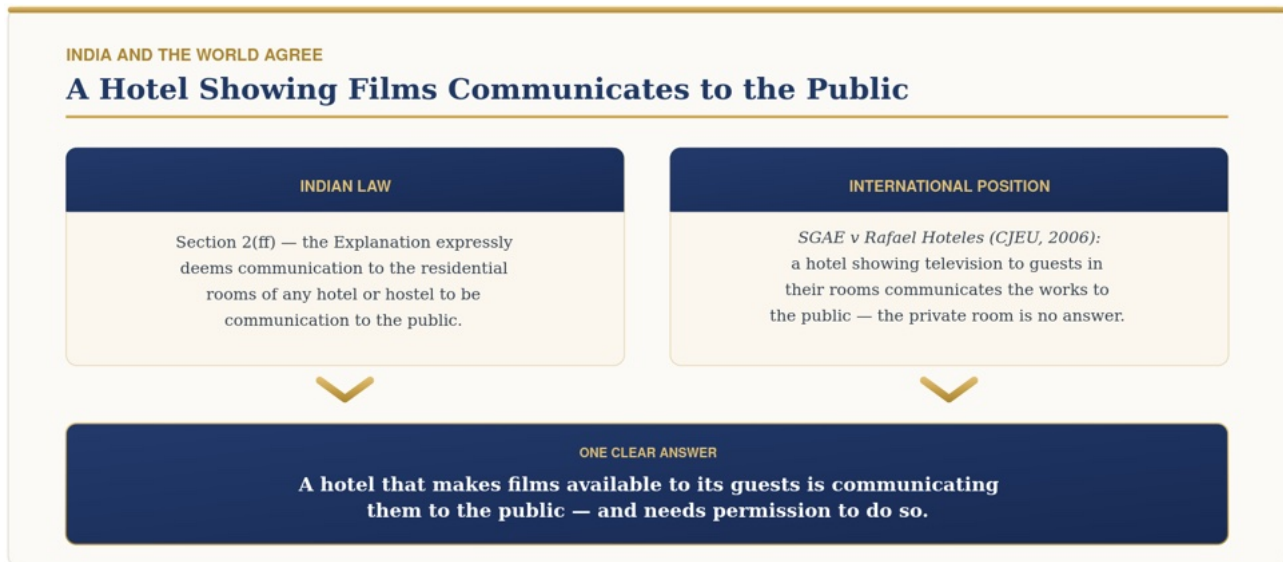 INDIA AND THE WORLD AGREE
A Hotel Showing Films Communicates to the Public
INDIAN LAW
Section 2(ff) — the Explanation expressly
deems communication to the residential
rooms of any hotel or hostel to be
communication to the public.
INTERNATIONAL POSITION
SGAE v Rafael Hoteles (CJEU, 2006):
a hotel showing television to guests in
their rooms communicates the works to
the public — the private room is no answer.
ONE CLEAR ANSWER
A hotel that makes films available to its guests is communicating
them to the public — and needs permission to do so.